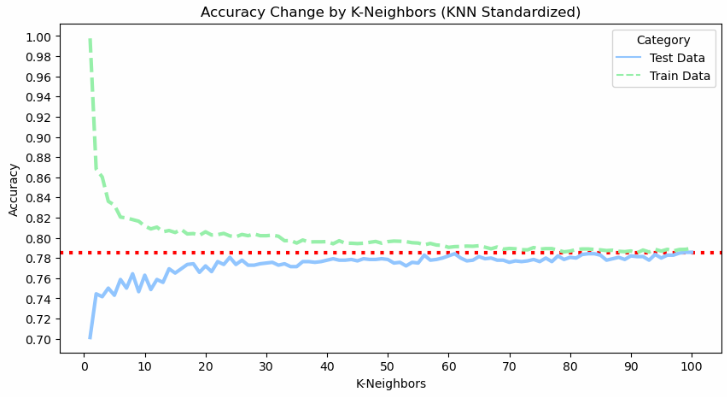 Accuracy Change by K-Neighbors (KNN Standardized)
Category
Test Data
Train Data
Accuracy
1.00
0.98
0.96
0.94
0.92
0.90
0.88
0.86
0.84
0.82
0.80
0.78
0.76
0.74
0.72
0.70
0 10 20 30 40 50 60 70 80 90 100
K-Neighbors